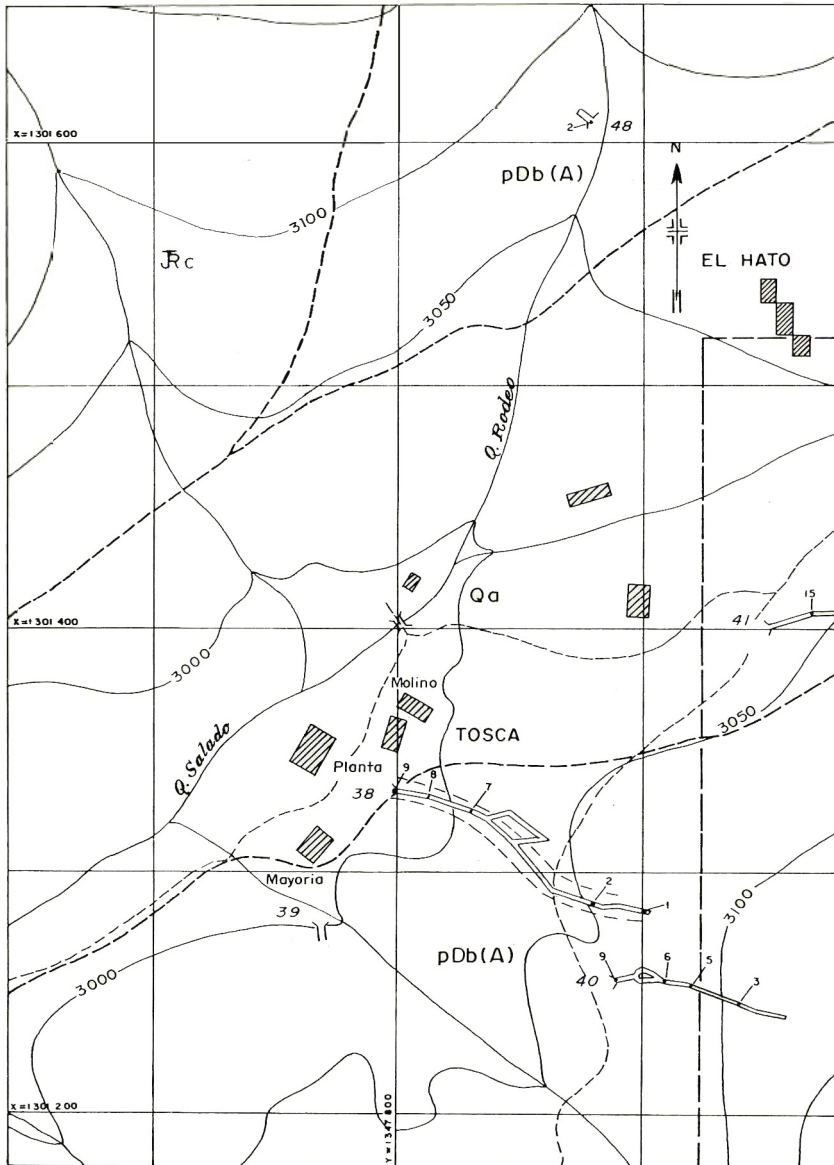 2
48
X=1301 600
N
pDb(A)
3100
EL HATO
J̅Rc
3050
Q. Rodeo
Qa
15
X=1301 400
41
3000
Molino
3050
Q. Salado
TOSCA
Planta
9
8
7
38
Mayoria
2
1
39
3100
pDb(A)
9
6
5
40
3
3000
X=1301 200
Y=1347 800